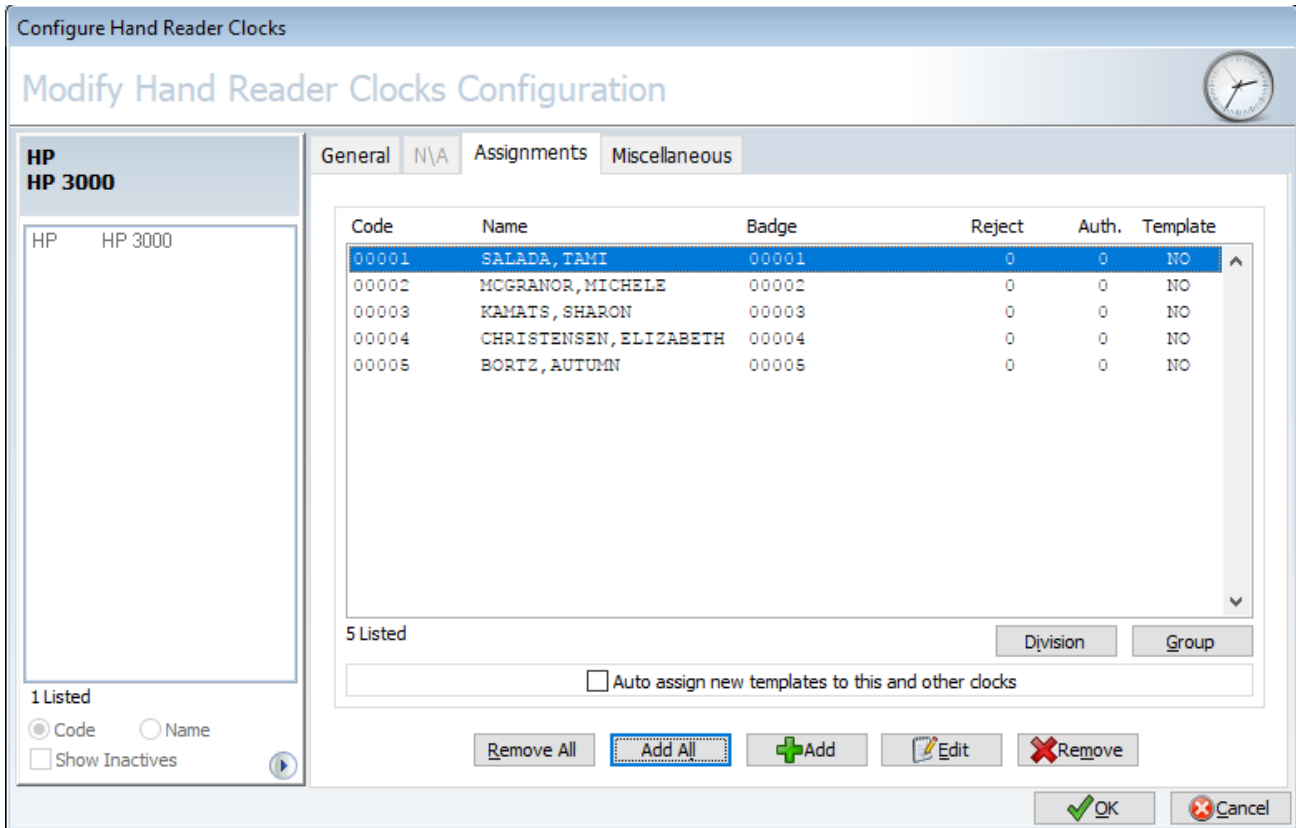 Configure Hand Reader Clocks
Modify Hand Reader Clocks Configuration
HP
HP 3000
HP HP 3000
1 Listed
Code Name
Show Inactives
General N\A Assignments Miscellaneous
Code Name Badge Reject Auth. Template
00001 SALADA,TAMI 00001 0 0 NO
00002 MCGRANOR,MICHELE 00002 0 0 NO
00003 KAMATS,SHARON 00003 0 0 NO
00004 CHRISTENSEN,ELIZABETH 00004 0 0 NO
00005 BORTZ,AUTUMN 00005 0 0 NO
5 Listed
Division Group
Auto assign new templates to this and other clocks
Remove All Add All Add Edit Remove
OK Cancel